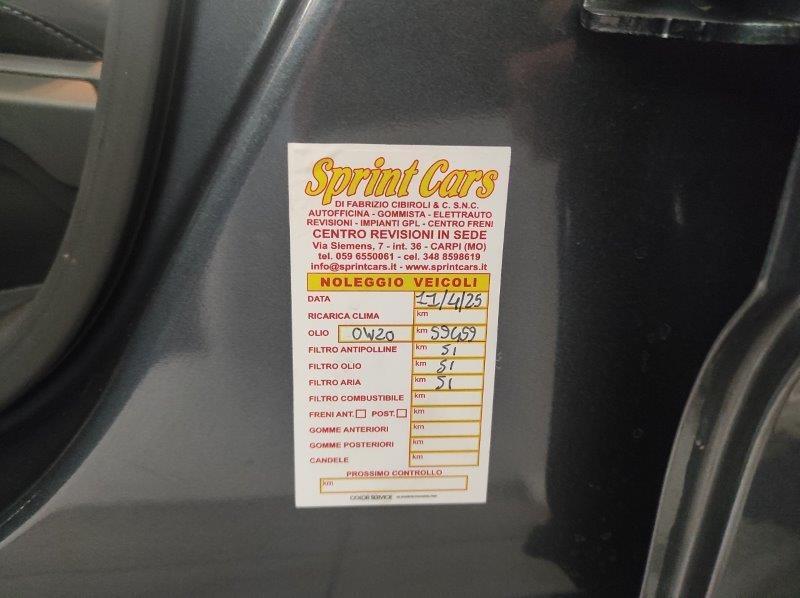 Sprint Cars
DI FABRIZIO CIBIROLI & C. S.N.C.
AUTOFFICINA - GOMMISTA - ELETTRAUTO
REVISIONI - IMPIANTI GPL - CENTRO FRENI
CENTRO REVISIONI IN SEDE
Via Siemens, 7 - int. 36 - CARPI (MO)
tel. 059 6550061 - cel. 348 8598619
info@sprintcars.it - www.sprintcars.it
NOLEGGIO VEICOLI
DATA 11/4/25
RICARICA CLIMA km
OLIO 0W20 km 59659
FILTRO ANTIPOLLINE km SI
FILTRO OLIO km SI
FILTRO ARIA km SI
FILTRO COMBUSTIBILE km
FRENI ANT. POST. km
GOMME ANTERIORI km
GOMME POSTERIORI km
CANDELE km
PROSSIMO CONTROLLO
km
COLOR SERVICE